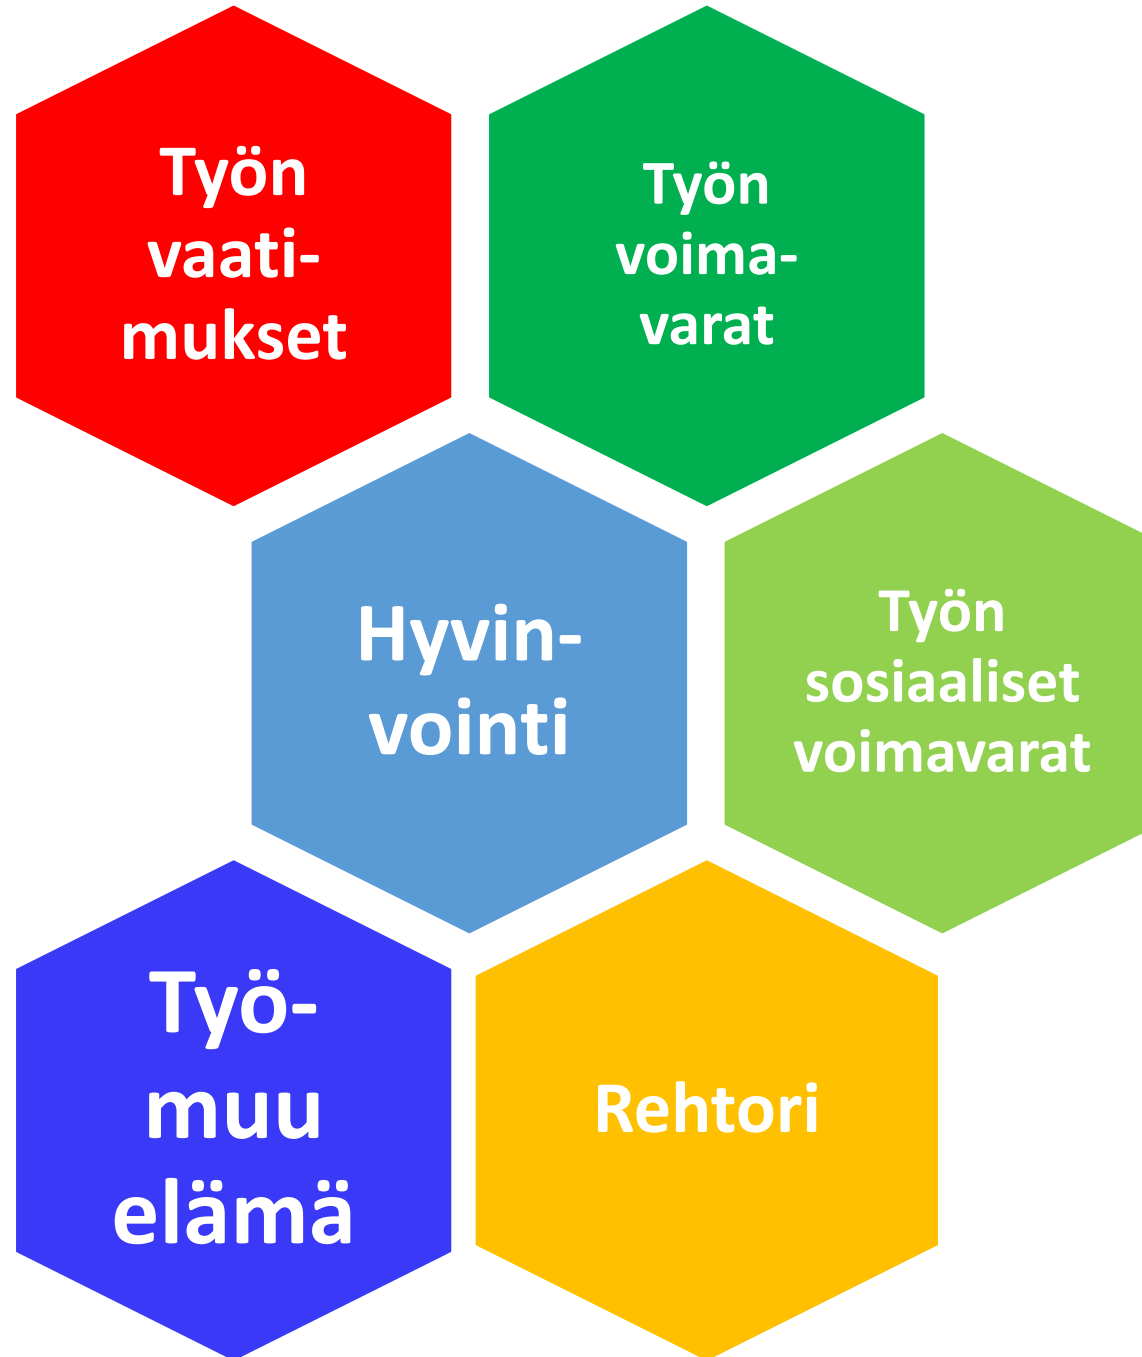 Työn
vaati-
mukset
Työn
voima-
varat
Hyvin-
vointi
Työn
sosiaaliset
voimavarat
Työ-
muu
elämä
Rehtori